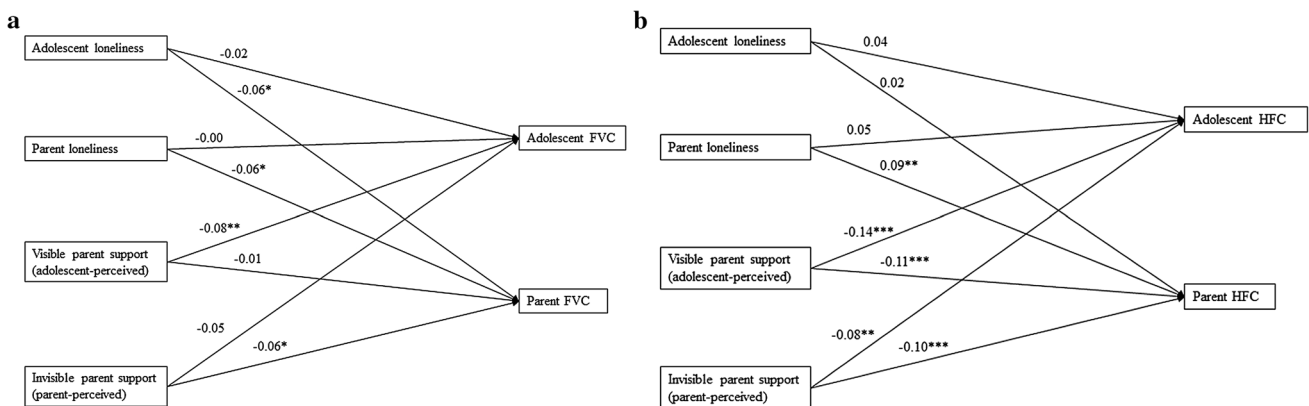 a
Adolescent loneliness
-0.02
-0.06*
Parent loneliness
-0.00
-0.06*
Adolescent FVC
Visible parent support
(adolescent-perceived)
-0.08**
-0.01
Parent FVC
Invisible parent support
(parent-perceived)
-0.05
-0.06*
b
Adolescent loneliness
0.04
0.02
Adolescent HFC
Parent loneliness
0.05
0.09**
Visible parent support
(adolescent-perceived)
-0.14***
-0.11***
Parent HFC
Invisible parent support
(parent-perceived)
-0.08**
-0.10***